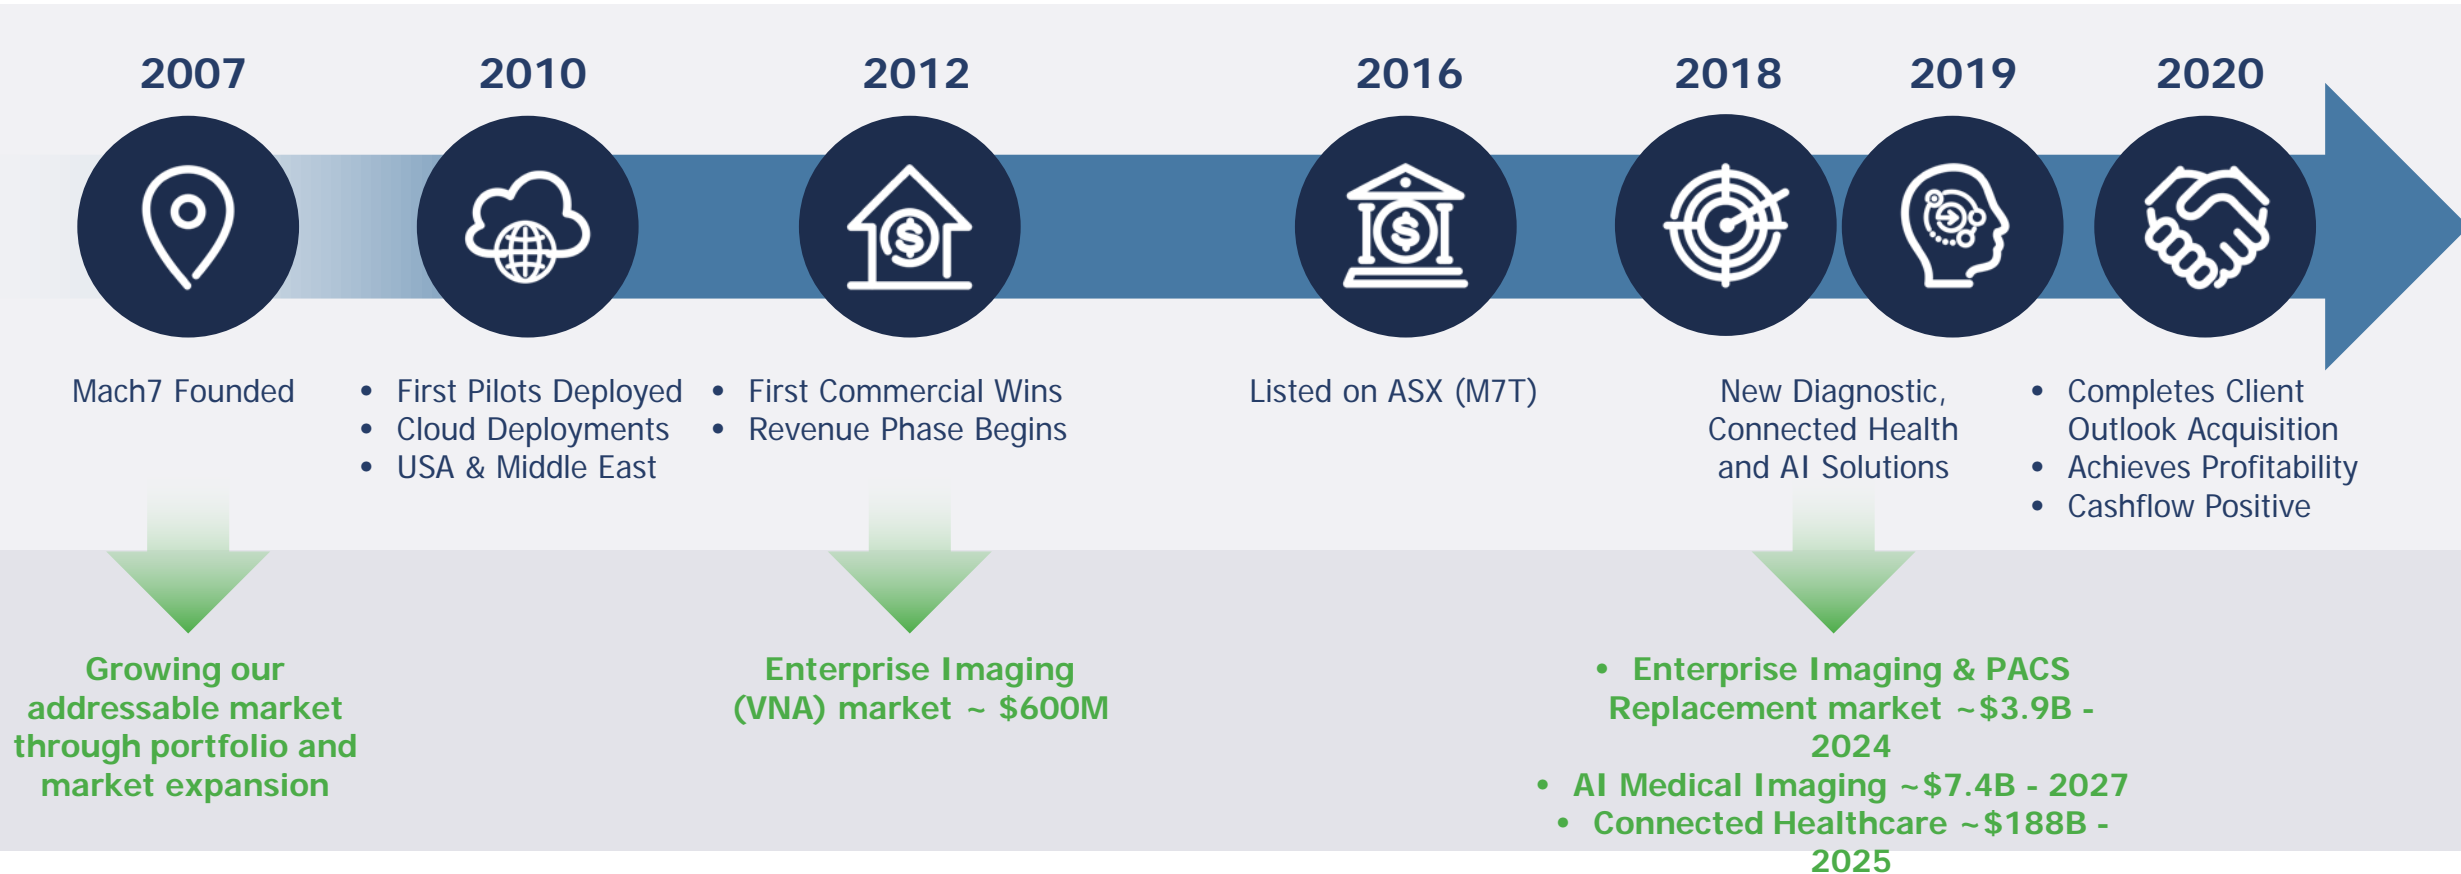 2007
2010
2012
2016
2018
2019
2020
Mach7 Founded
• First Pilots Deployed
• Cloud Deployments
• USA & Middle East
• First Commercial Wins
• Revenue Phase Begins
Listed on ASX (M7T)
New Diagnostic,
Connected Health
and AI Solutions
• Completes Client
Outlook Acquisition
• Achieves Profitability
• Cashflow Positive
Growing our
addressable market
through portfolio and
market expansion
Enterprise Imaging
(VNA) market ~ $600M
• Enterprise Imaging & PACS
Replacement market ~$3.9B -
2024
• AI Medical Imaging ~$7.4B - 2027
• Connected Healthcare ~$188B -
2025